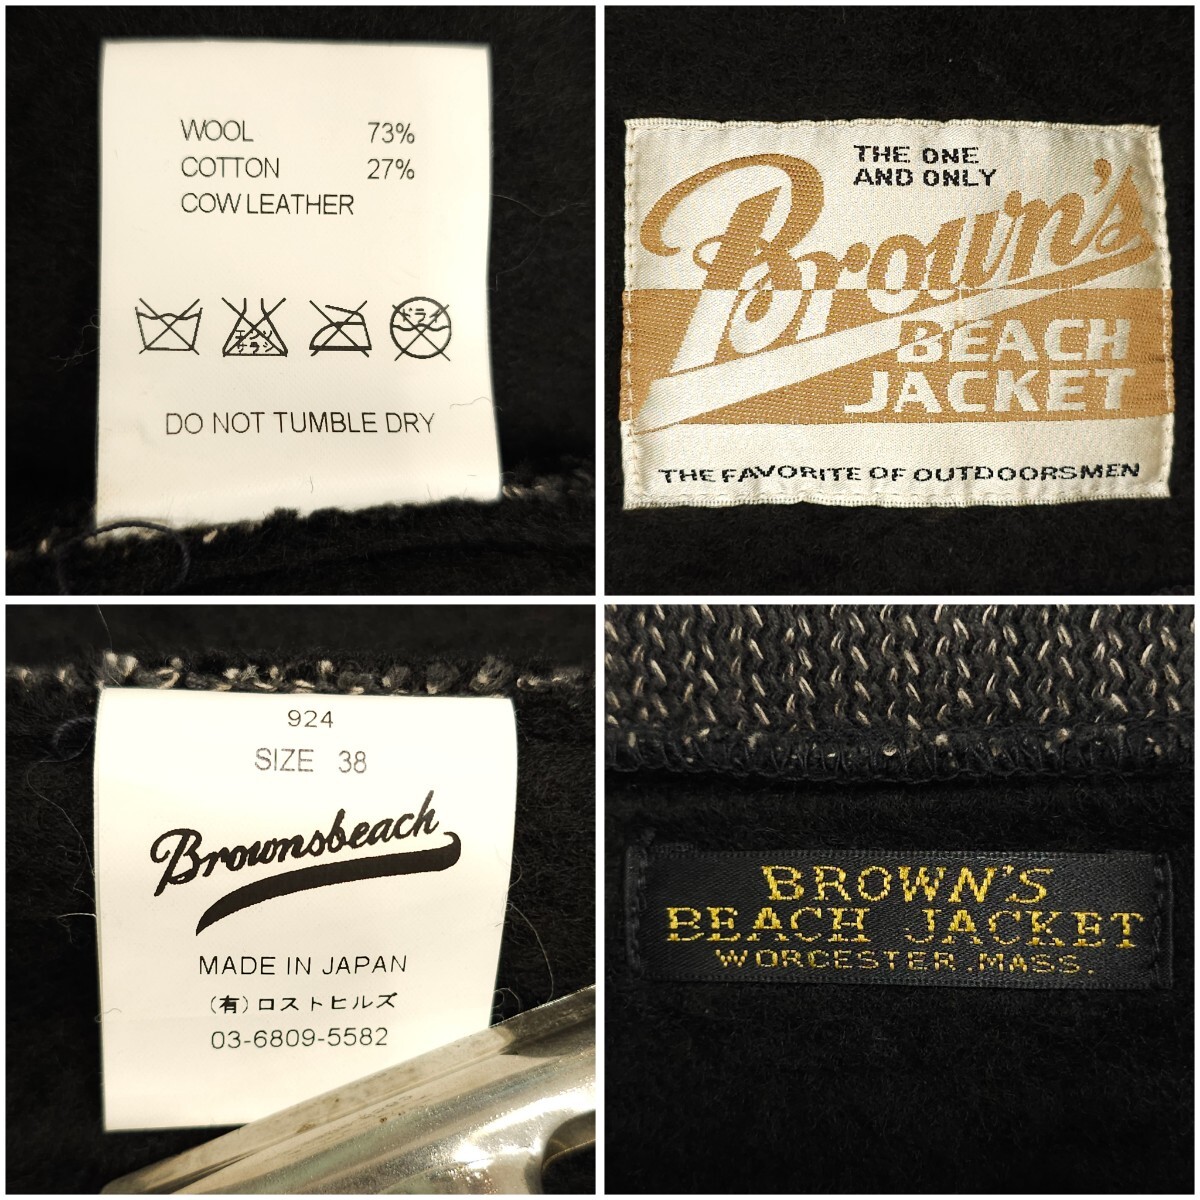 WOOL 73%
COTTON 27%
COW LEATHER
エンソ
サラシ
ドライ
DO NOT TUMBLE DRY
THE ONE
AND ONLY
Brown's
BEACH
JACKET
THE FAVORITE OF OUTDOORSMEN
924
SIZE 38
Brownsbeach
MADE IN JAPAN
(有)ロストヒルズ
03-6809-5582
BROWN'S
BEACH JACKET
WORCESTER.MASS.